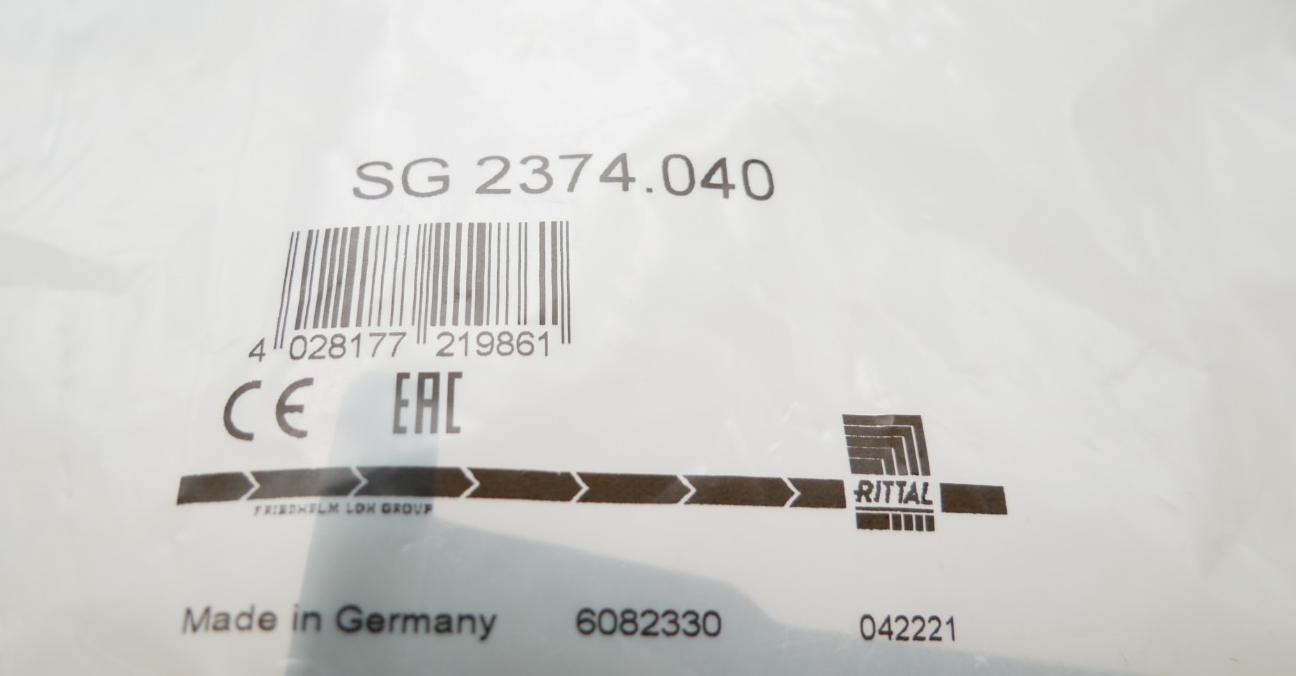 SG 2374.040
4 028177 219861
CE EAC
RITTAL
FRIEDHELM LOH GROUP
Made in Germany 6082330 042221